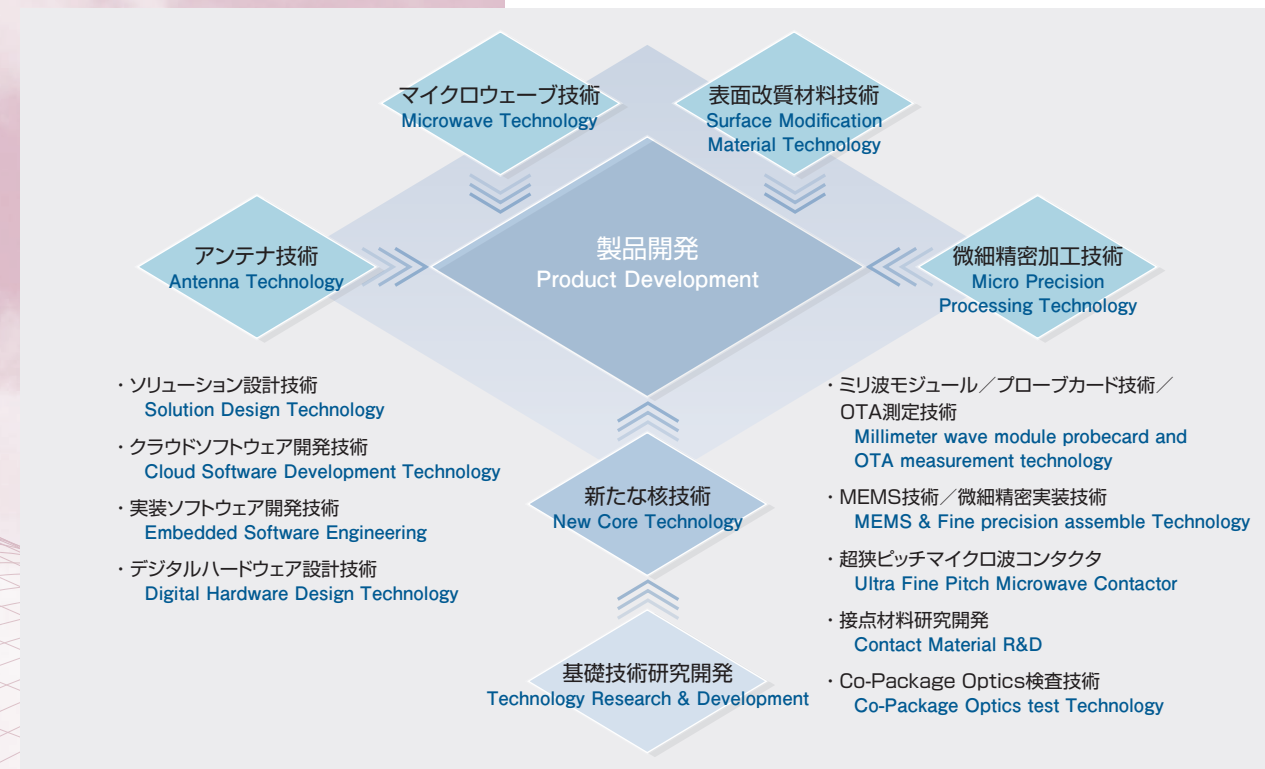 マイクロウェーブ技術
Microwave Technology
表面改質材料技術
Surface Modification
Material Technology
アンテナ技術
Antenna Technology
製品開発
Product Development
微細精密加工技術
Micro Precision
Processing Technology
・ソリューション設計技術
Solution Design Technology
・クラウドソフトウェア開発技術
Cloud Software Development Technology
・実装ソフトウェア開発技術
Embedded Software Engineering
・デジタルハードウェア設計技術
Digital Hardware Design Technology
新たな核技術
New Core Technology
基礎技術研究開発
Technology Research & Development
・ミリ波モジュール／プローブカード技術／
OTA測定技術
Millimeter wave module probecard and
OTA measurement technology
・MEMS技術／微細精密実装技術
MEMS & Fine precision assemble Technology
・超狭ピッチマイクロ波コンタクタ
Ultra Fine Pitch Microwave Contactor
・接点材料研究開発
Contact Material R&D
・Co-Package Optics検査技術
Co-Package Optics test Technology